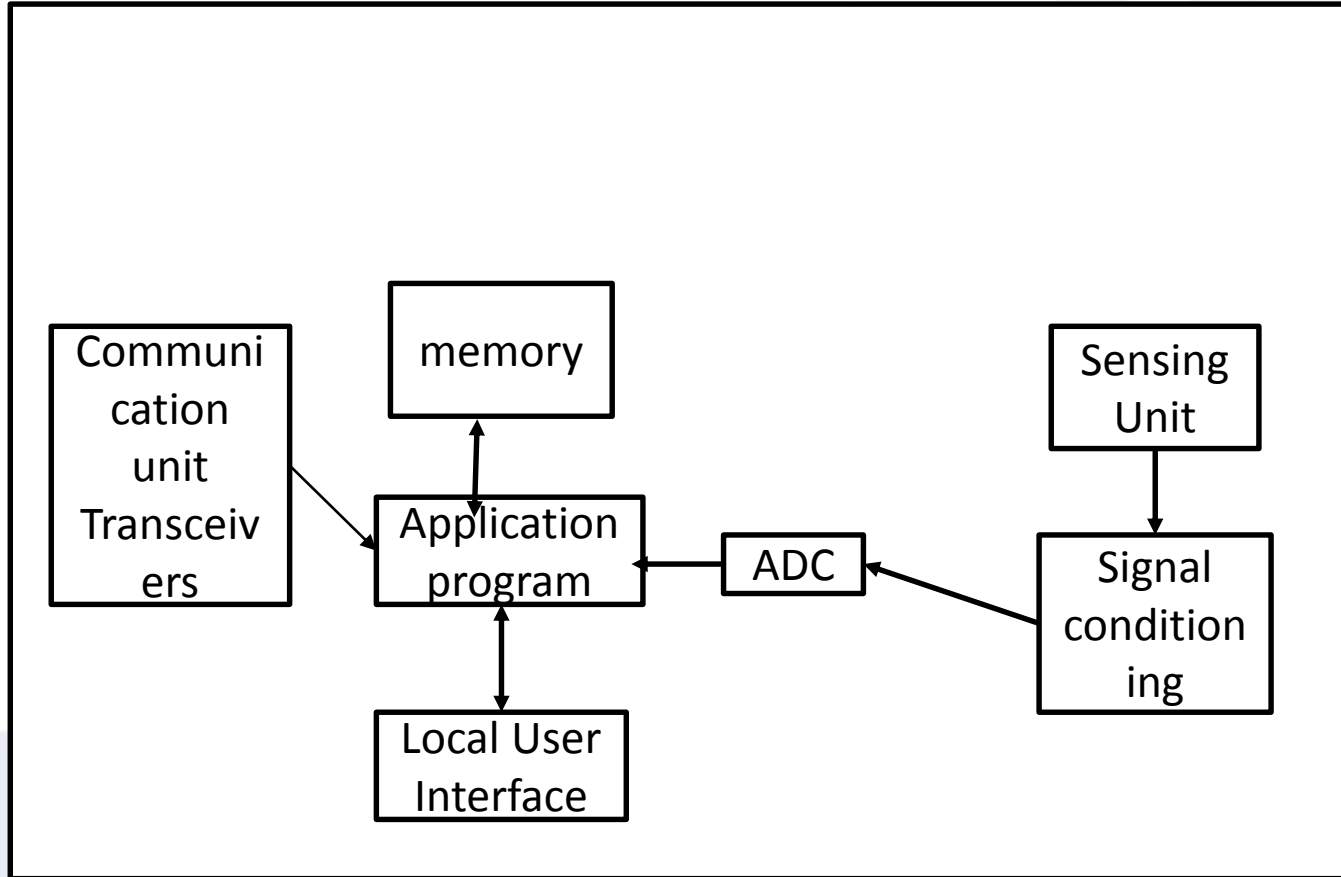 Communi
cation
unit
Transceiv
ers
memory
Application
program
Local User
Interface
ADC
Sensing
Unit
Signal
condition
ing